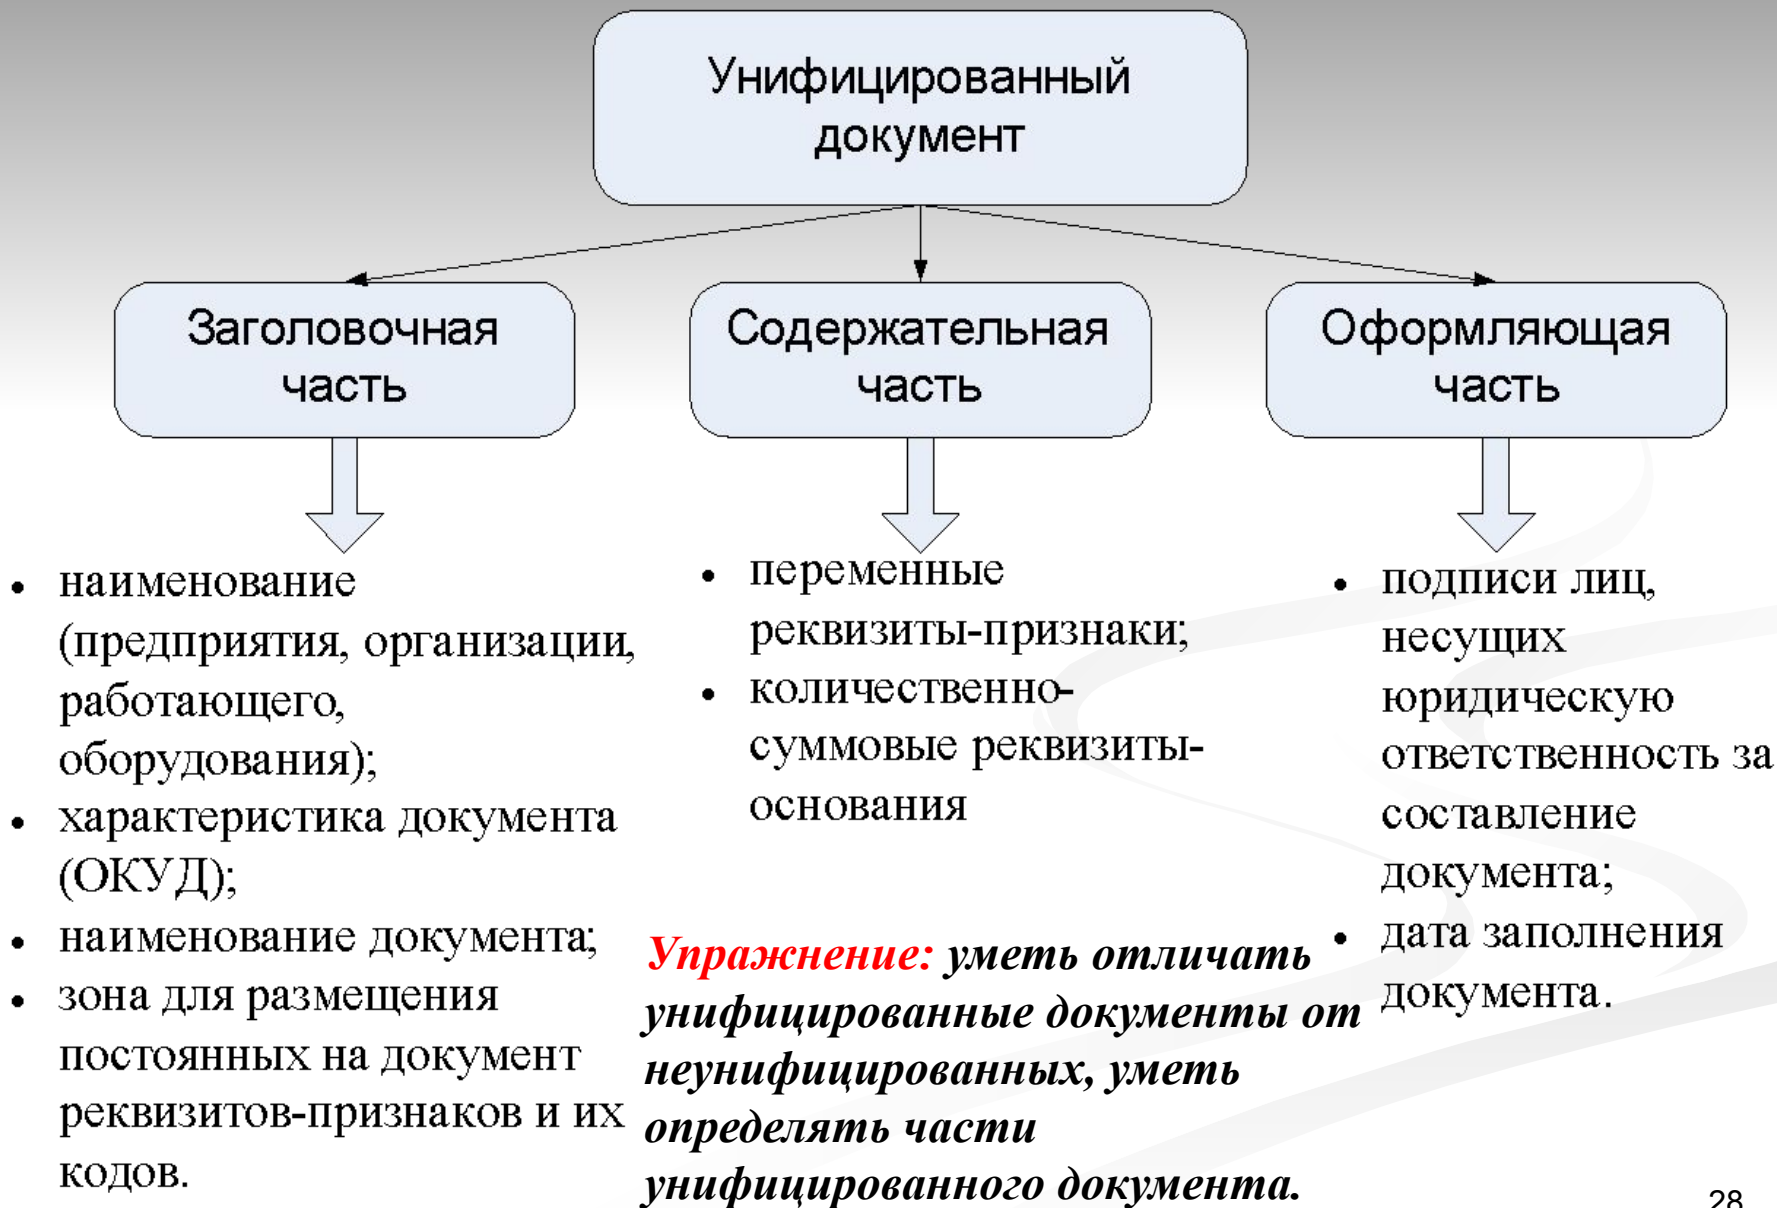 Унифицированный
документ
Заголовочная
часть
Содержательная
часть
Оформляющая
часть
• наименование
(предприятия, организации,
работающего,
оборудования);
• характеристика документа
(ОКУД);
• наименование документа;
• зона для размещения
постоянных на документ
реквизитов-признаков и их
кодов.
• переменные
реквизиты-признаки;
• количественно-
суммовые реквизиты-
основания
• подписи лиц,
несущих
юридическую
ответственность за
составление
документа;
• дата заполнения
документа.
Упражнение: уметь отличать
унифицированные документы от
неунифицированных, уметь
определять части
унифицированного документа.
28